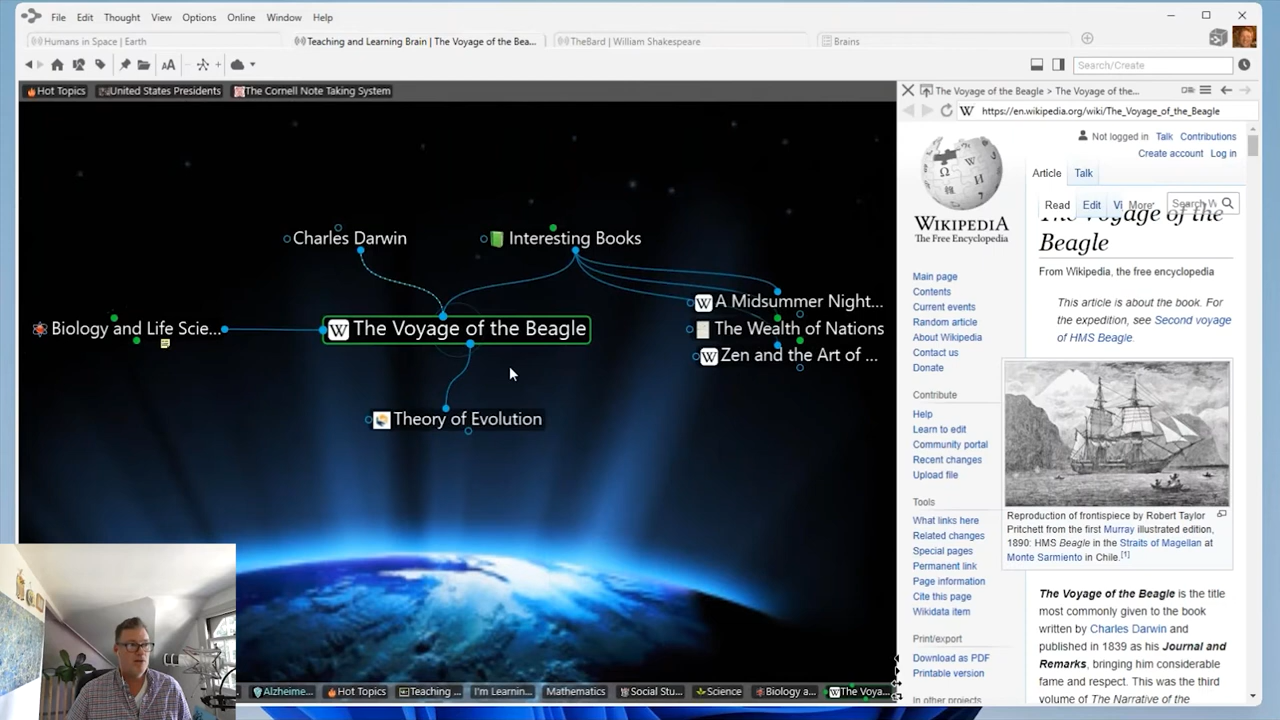 File Edit Thought View Options Online Window Help
Humans in Space | Earth
Teaching and Learning Brain | The Voyage of the Bea...
TheBard | William Shakespeare
Brains
AA
Search/Create
Hot Topics
United States Presidents
The Cornell Note Taking System
The Voyage of the Beagle > The Voyage of the...
W https://en.wikipedia.org/wiki/The_Voyage_of_the_Beagle
Charles Darwin
Interesting Books
Biology and Life Scie...
W The Voyage of the Beagle
W A Midsummer Night...
The Wealth of Nations
W Zen and the Art of ...
Theory of Evolution
Not logged in Talk Contributions
Create account Log in
Article Talk
Read Edit Vi More Search W
WIKIPEDIA
The Free Encyclopedia
Main page
Contents
Current events
Random article
About Wikipedia
Contact us
Donate
Contribute
Help
Learn to edit
Community portal
Recent changes
Upload file
Tools
What links here
Related changes
Special pages
Permanent link
Page information
Cite this page
Wikidata item
Print/export
Download as PDF
Printable version
In other projects
The Voyage of the
Beagle
From Wikipedia, the free encyclopedia
This article is about the book. For
the expedition, see Second voyage
of HMS Beagle.
Reproduction of frontispiece by Robert Taylor
Pritchett from the first Murray illustrated edition,
1890: HMS Beagle in the Straits of Magellan at
Monte Sarmiento in Chile.[1]
The Voyage of the Beagle is the title
most commonly given to the book
written by Charles Darwin and
published in 1839 as his Journal and
Remarks, bringing him considerable
fame and respect. This was the third
volume of The Narrative of the
Alzheime...
Hot Topics
Teaching ...
I'm Learnin...
Mathematics
Social Stu...
Science
Biology a...
W The Voya...